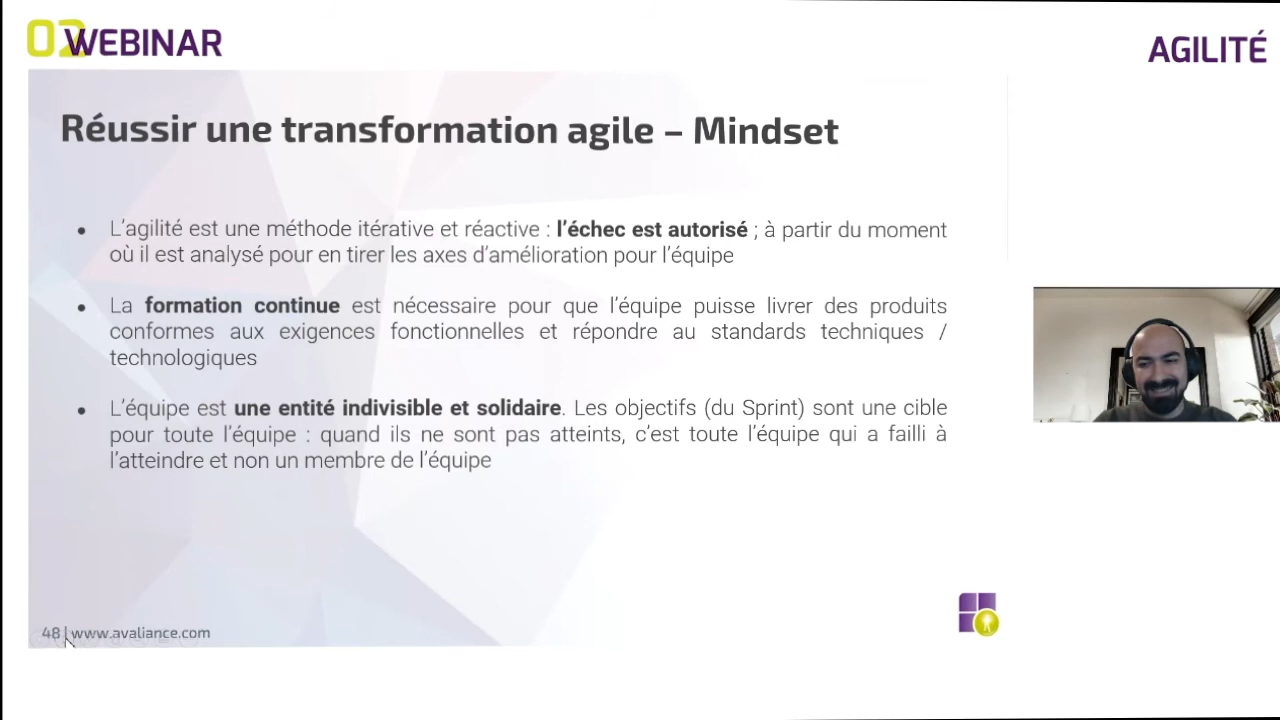 02 WEBINAR
AGILITÉ
Réussir une transformation agile – Mindset
• L'agilité est une méthode itérative et réactive : l'échec est autorisé ; à partir du moment
où il est analysé pour en tirer les axes d'amélioration pour l'équipe
• La formation continue est nécessaire pour que l'équipe puisse livrer des produits
conformes aux exigences fonctionnelles et répondre au standards techniques /
technologiques
• L'équipe est une entité indivisible et solidaire. Les objectifs (du Sprint) sont une cible
pour toute l'équipe : quand ils ne sont pas atteints, c'est toute l'équipe qui a failli à
l'atteindre et non un membre de l'équipe
48 | www.avaliance.com